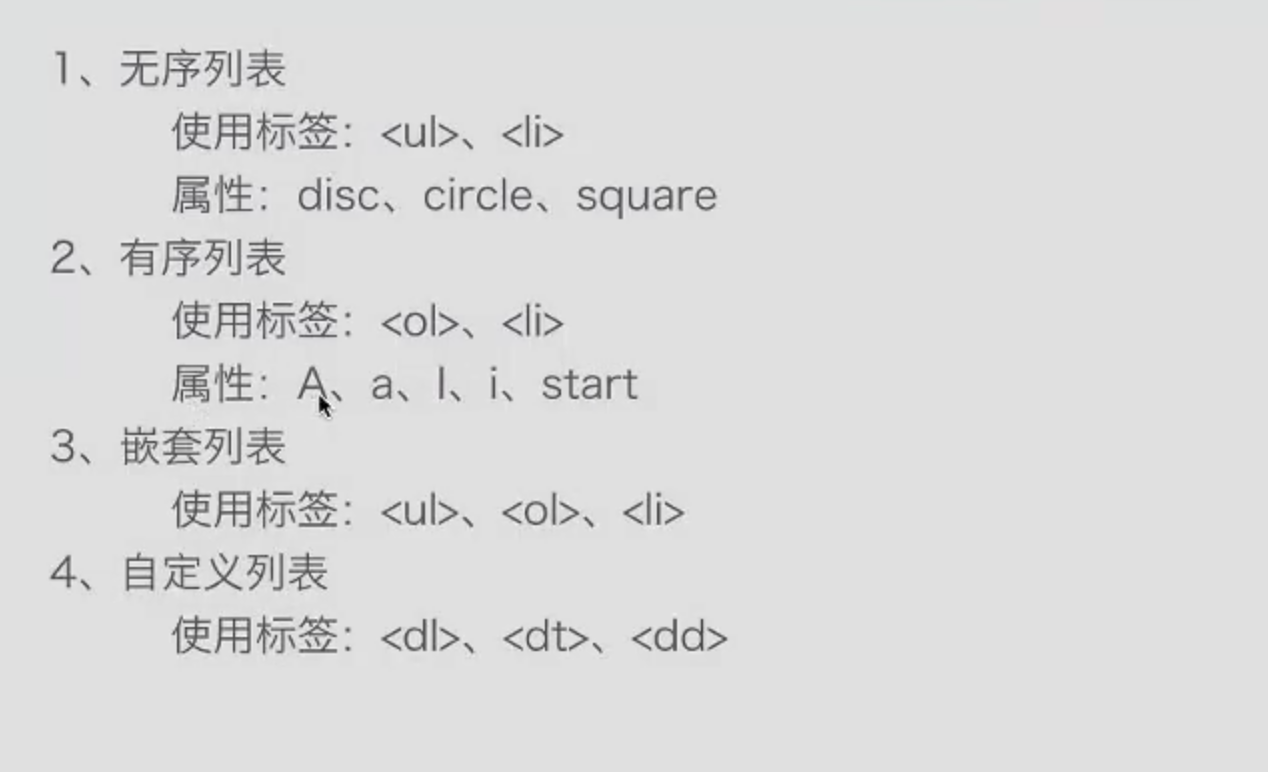 1、无序列表
使用标签：<ul>、<li>
属性：disc、circle、square
2、有序列表
使用标签：<ol>、<li>
属性：A、a、I、i、start
3、嵌套列表
使用标签：<ul>、<ol>、<li>
4、自定义列表
使用标签：<dl>、<dt>、<dd>